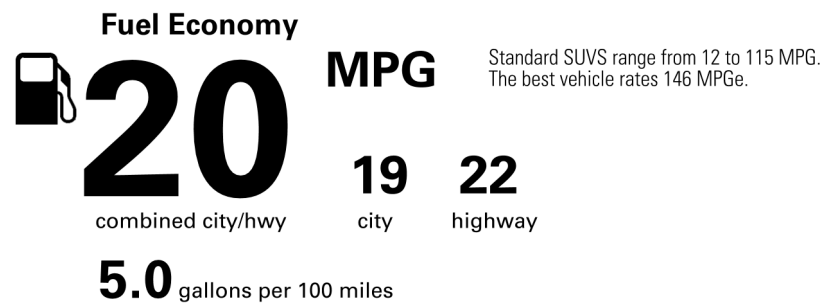 Fuel Economy
20
MPG
Standard SUVS range from 12 to 115 MPG.
The best vehicle rates 146 MPGe.
19 22
combined city/hwy city highway
5.0 gallons per 100 miles